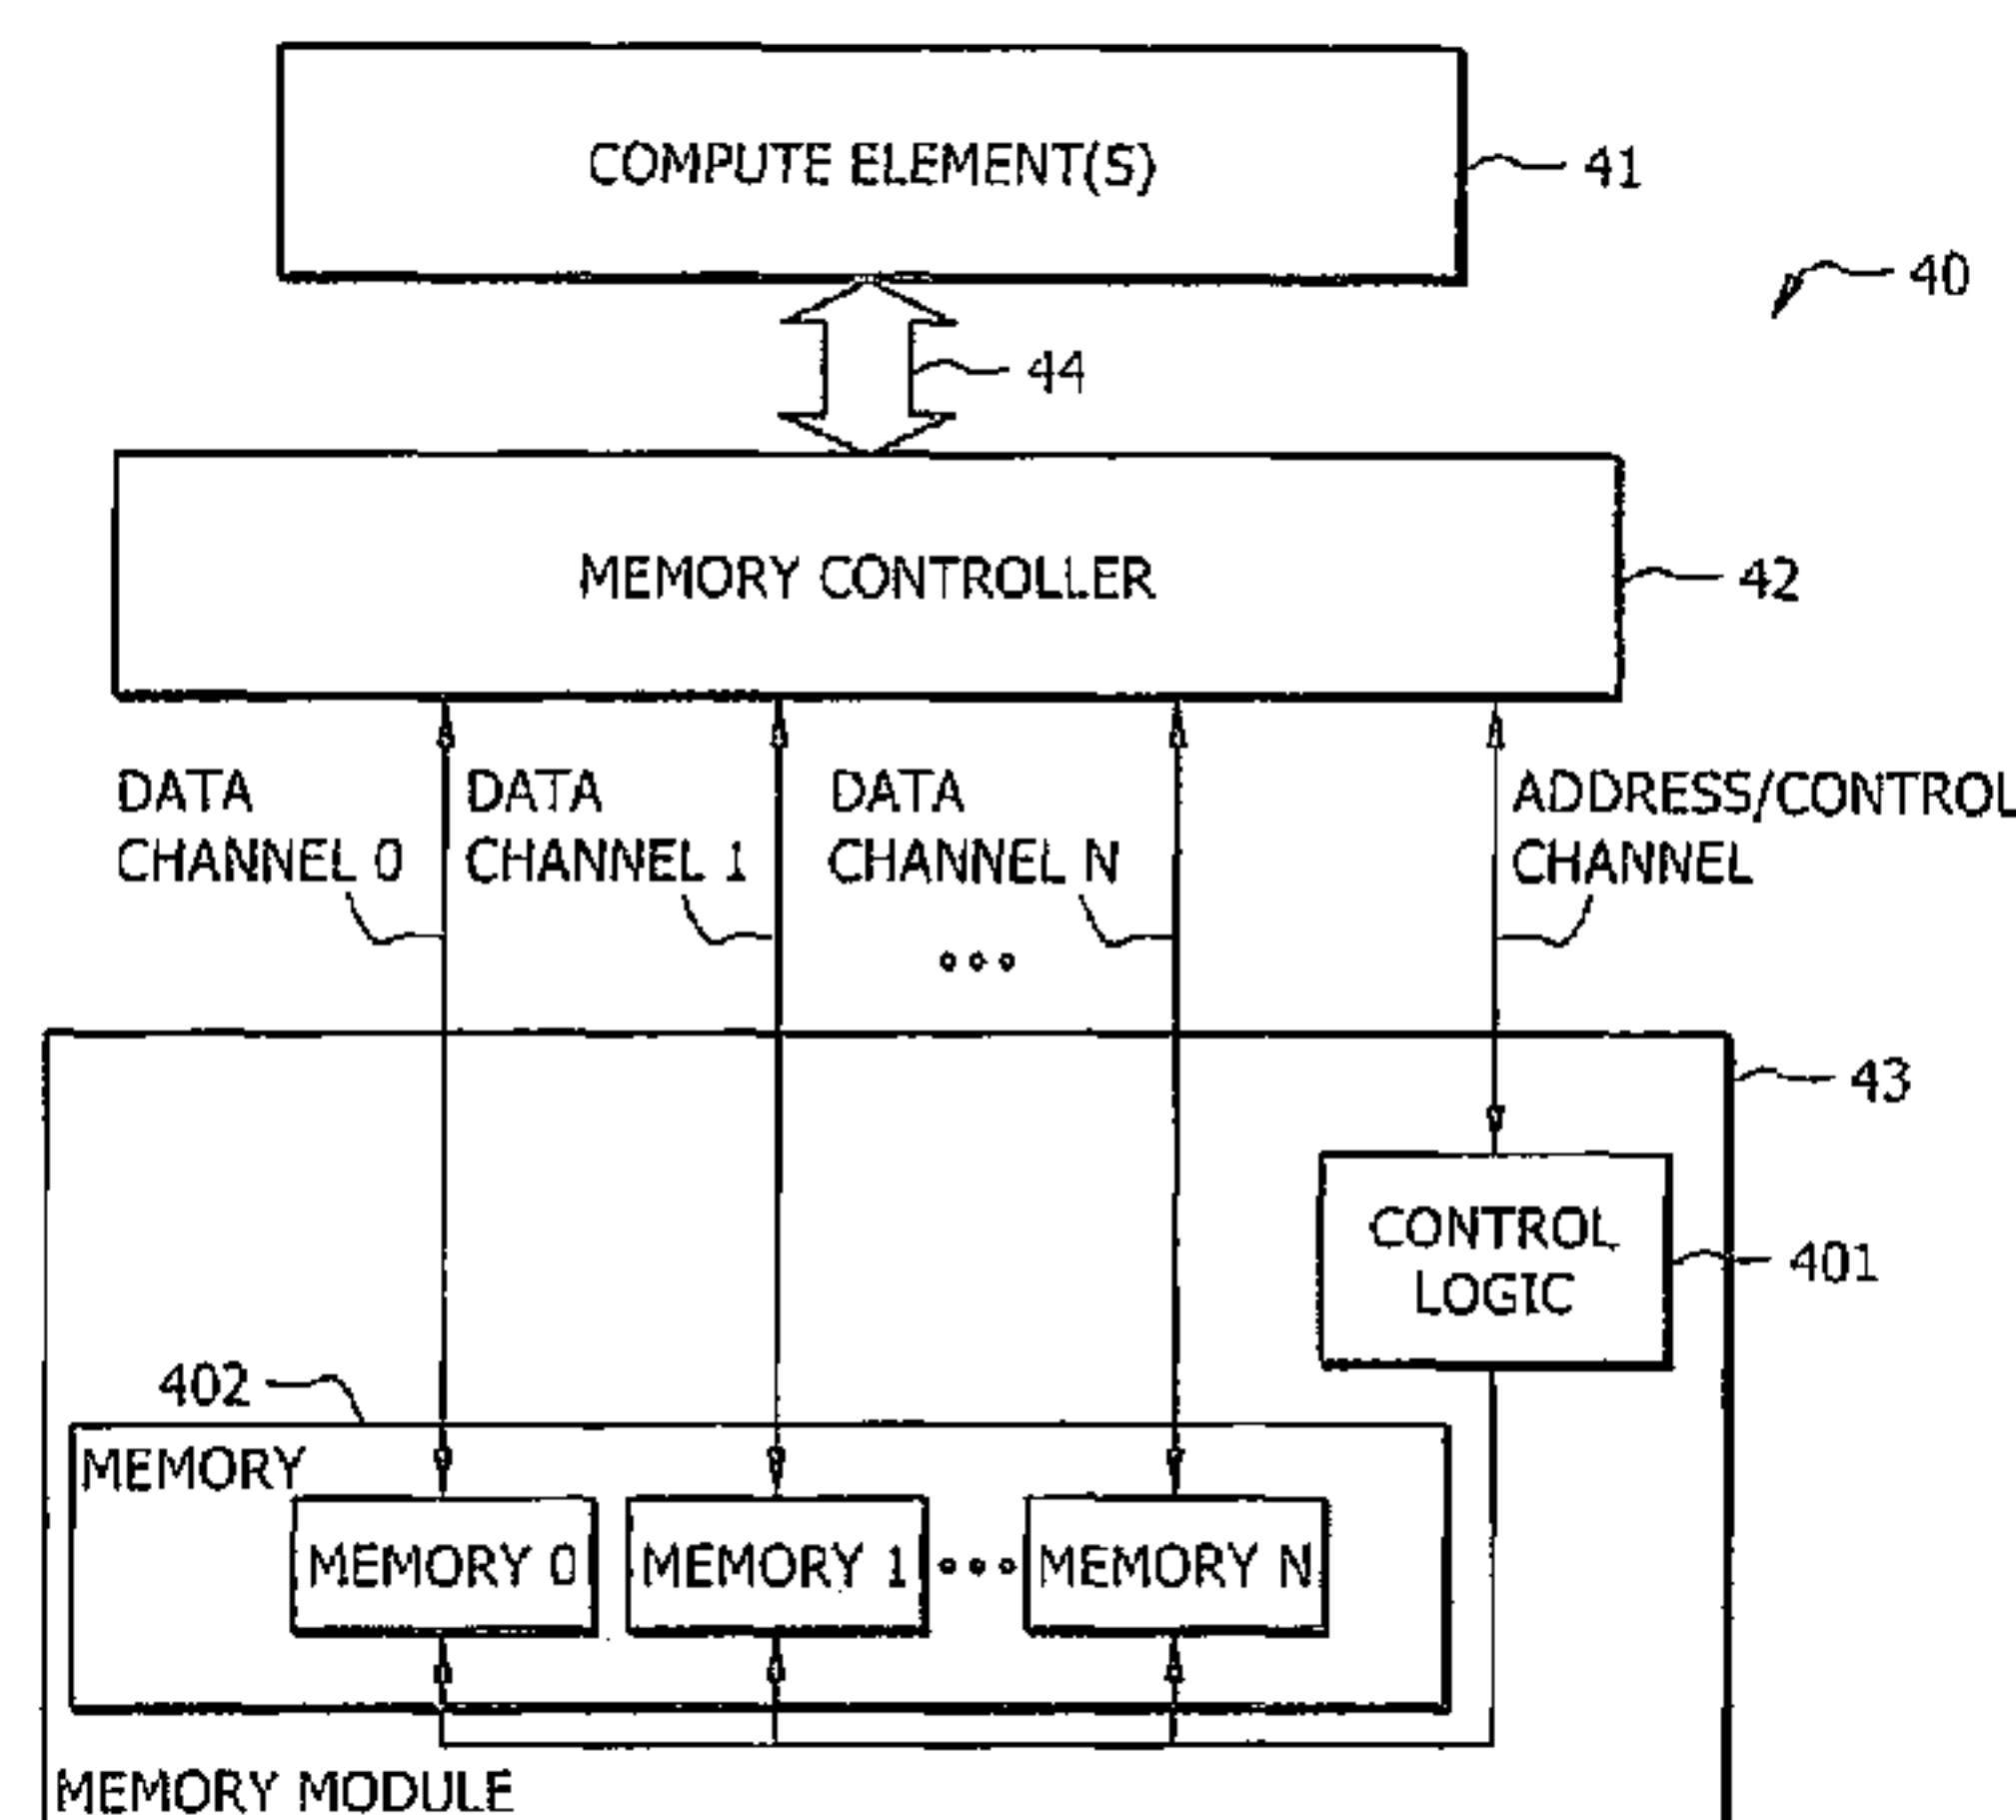 COMPUTE ELEMENT(S)
41
40
44
MEMORY CONTROLLER
42
DATA
CHANNEL 0
DATA
CHANNEL 1
DATA
CHANNEL N
ADDRESS/CONTROL
CHANNEL
43
CONTROL
LOGIC
401
402
MEMORY
MEMORY 0
MEMORY 1
MEMORY N
MEMORY MODULE